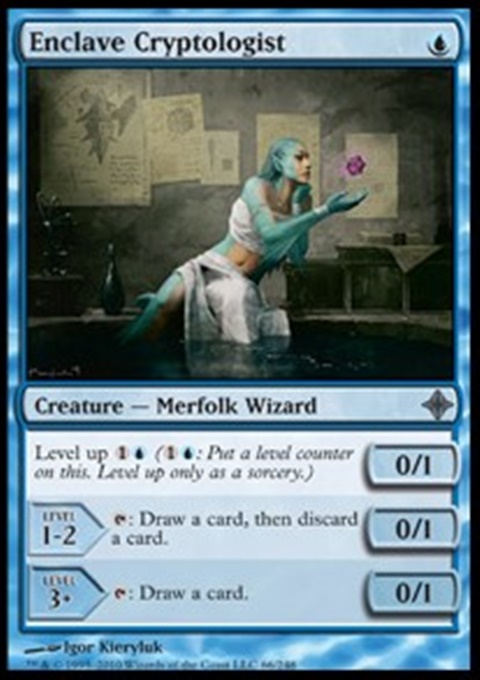 Enclave Cryptologist
Creature — Merfolk Wizard
Level up 1 (1: Put a level counter
on this. Level up only as a sorcery.)
0/1
LEVEL
1-2
: Draw a card, then discard
a card.
0/1
LEVEL
3+
: Draw a card.
0/1
Igor Kieryluk
™ & © 1993-2010 Wizards of the Coast LLC 66/248